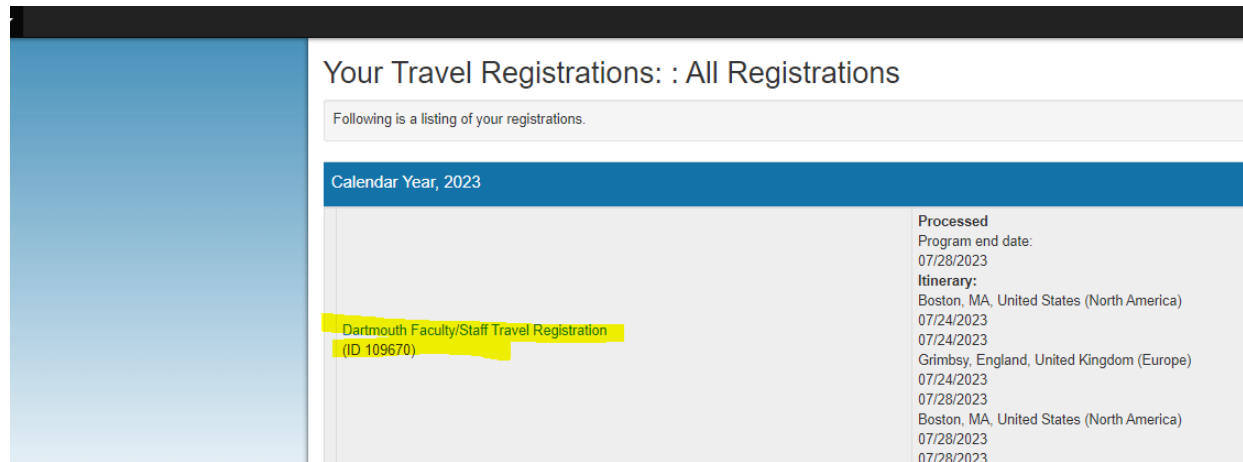 Your Travel Registrations: : All Registrations
Following is a listing of your registrations.
Calendar Year, 2023
Dartmouth Faculty/Staff Travel Registration
(ID 109670)
Processed
Program end date:
07/28/2023
Itinerary:
Boston, MA, United States (North America)
07/24/2023
07/24/2023
Grimbsy, England, United Kingdom (Europe)
07/24/2023
07/28/2023
Boston, MA, United States (North America)
07/28/2023
07/28/2023